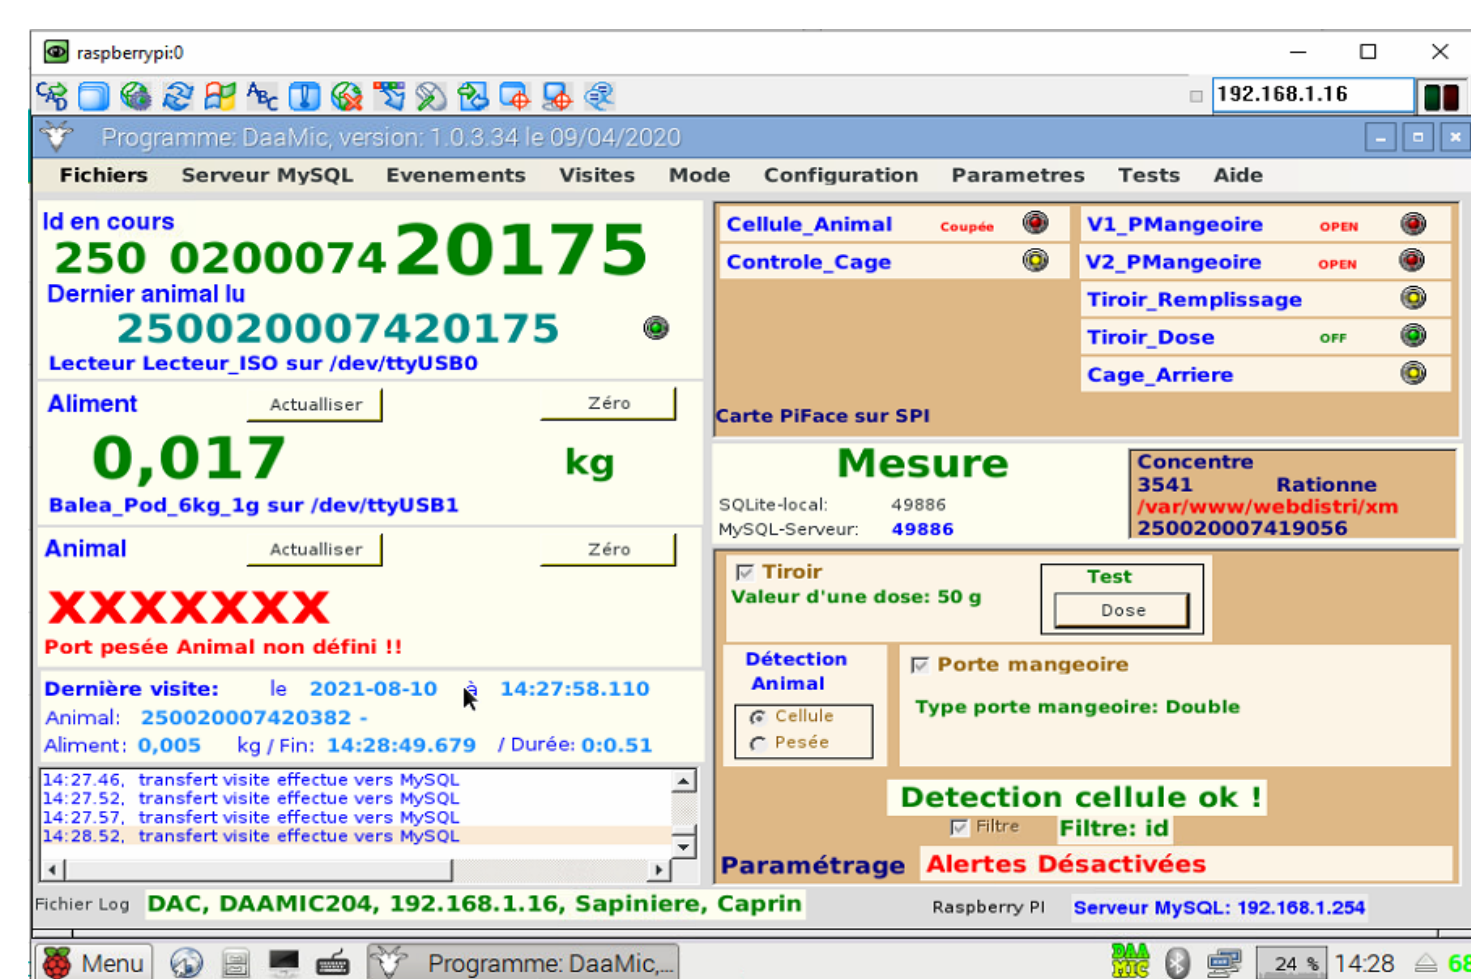 raspberrypi:0
192.168.1.16
Programme: DaaMic, version: 1.0.3.34 le 09/04/2020
Fichiers Serveur MySQL Evenements Visites Mode Configuration Parametres Tests Aide
Id en cours
250 0200074 20175
Dernier animal lu
250020007420175
Lecteur Lecteur_ISO sur /dev/ttyUSB0
Aliment Actualliser Zéro
0,017 kg
Balea_Pod_6kg_1g sur /dev/ttyUSB1
Animal Actualliser Zéro
XXXXXXX
Port pesée Animal non défini !!
Dernière visite: le 2021-08-10 à 14:27:58.110
Animal: 250020007420382 -
Aliment: 0,005 kg / Fin: 14:28:49.679 / Durée: 0:0.51
14:27.46, transfert visite effectue vers MySQL
14:27.52, transfert visite effectue vers MySQL
14:27.57, transfert visite effectue vers MySQL
14:28.52, transfert visite effectue vers MySQL
Cellule_Animal Coupée
Controle_Cage
V1_PMangeoire OPEN
V2_PMangeoire OPEN
Tiroir_Remplissage
Tiroir_Dose OFF
Cage_Arriere
Carte PiFace sur SPI
Mesure
SQLite-local: 49886
MySQL-Serveur: 49886
Concentre
3541 Rationne
/var/www/webdistri/xm
250020007419056
Tiroir
Valeur d'une dose: 50 g
Test
Dose
Détection
Animal
Cellule
Pesée
Porte mangeoire
Type porte mangeoire: Double
Detection cellule ok !
Filtre Filtre: id
Paramétrage Alertes Désactivées
Fichier Log DAC, DAAMIC204, 192.168.1.16, Sapiniere, Caprin Raspberry PI Serveur MySQL: 192.168.1.254
Menu Programme: DaaMic,... DAA MIC 24 % 14:28 68